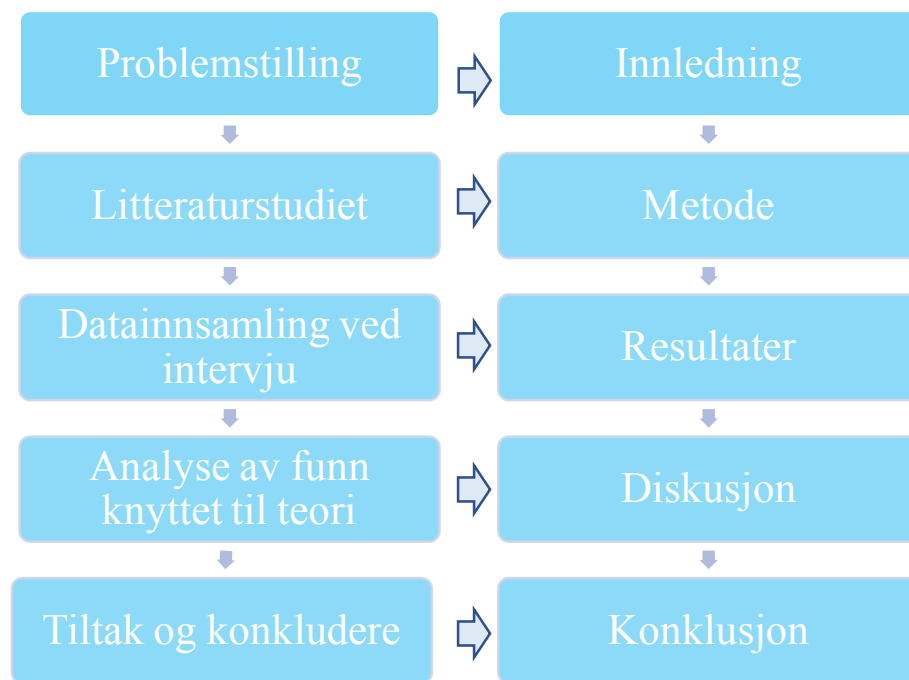 Problemstilling
Innledning
Litteraturstudiet
Metode
Datainnsamling ved
intervju
Resultater
Analyse av funn
knyttet til teori
Diskusjon
Tiltak og konkludere
Konklusjon